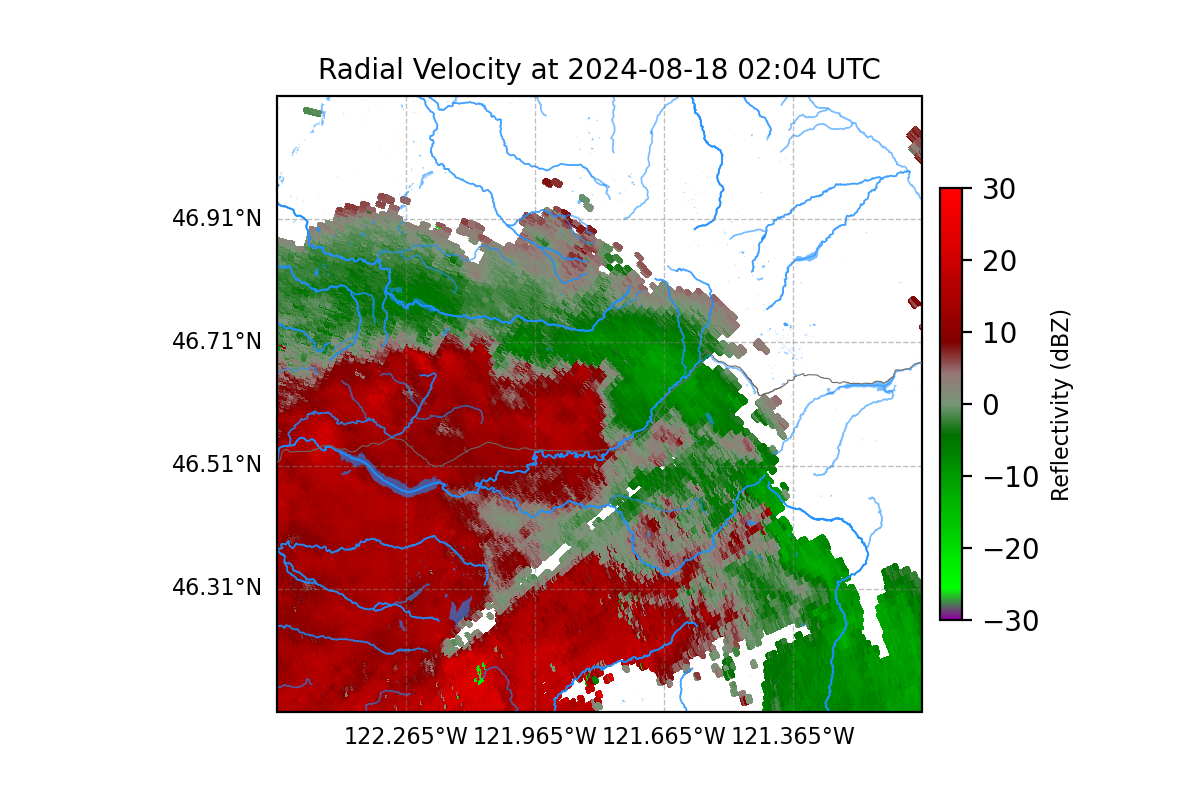 Radial Velocity at 2024-08-18 02:04 UTC
46.91°N
46.71°N
46.51°N
46.31°N
122.265°W 121.965°W 121.665°W 121.365°W
30
20
10
0
−10
−20
−30
Reflectivity (dBZ)